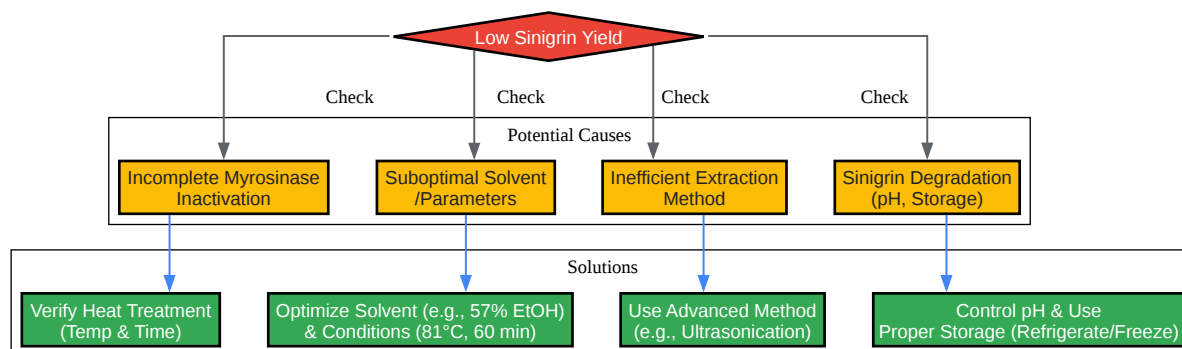 Low Sinigrin Yield
Check
Check
Check
Check
Potential Causes
Incomplete Myrosinase
Inactivation
Suboptimal Solvent
/Parameters
Inefficient Extraction
Method
Sinigrin Degradation
(pH, Storage)
Solutions
Verify Heat Treatment
(Temp & Time)
Optimize Solvent (e.g., 57% EtOH)
& Conditions (81°C, 60 min)
Use Advanced Method
(e.g., Ultrasonication)
Control pH & Use
Proper Storage (Refrigerate/Freeze)